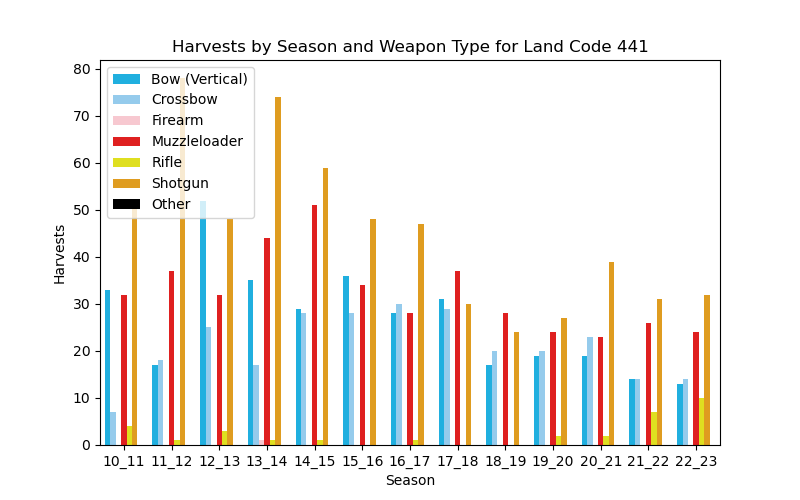 Harvests by Season and Weapon Type for Land Code 441
80
70
60
50
40
30
20
10
0
Harvests
Bow (Vertical)
Crossbow
Firearm
Muzzleloader
Rifle
Shotgun
Other
10_11 11_12 12_13 13_14 14_15 15_16 16_17 17_18 18_19 19_20 20_21 21_22 22_23
Season